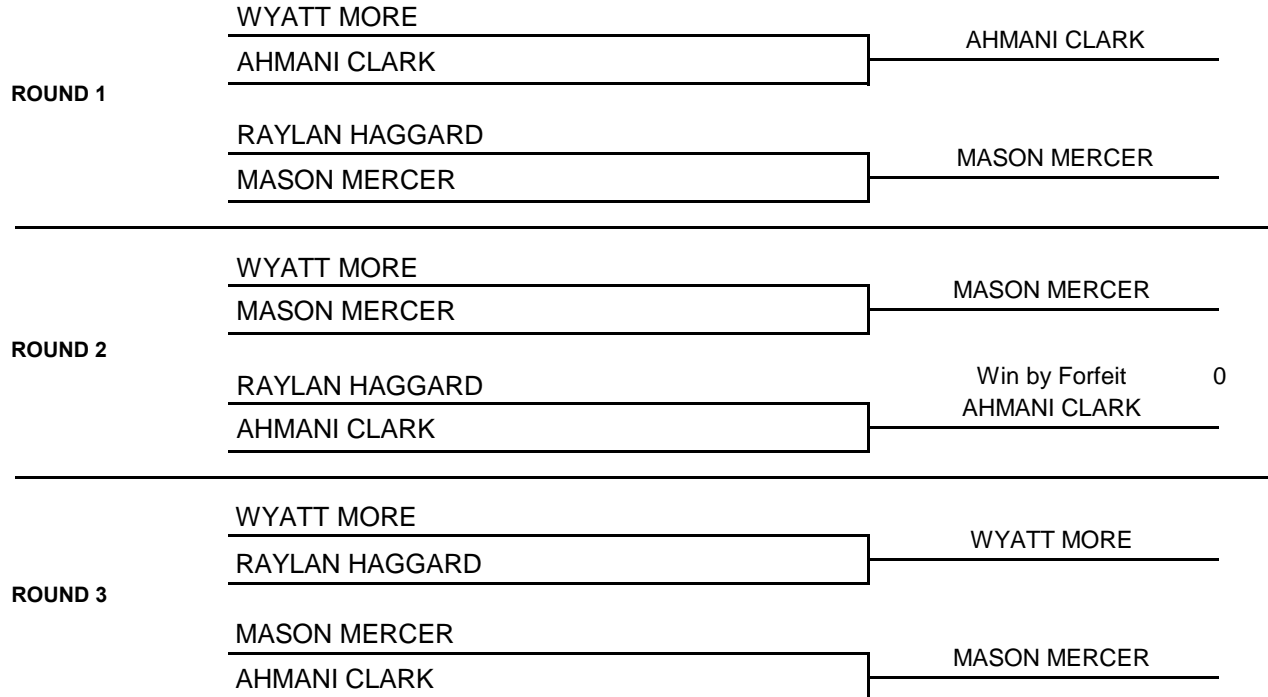 WYATT MORE
AHMANI CLARK
AHMANI CLARK
ROUND 1
RAYLAN HAGGARD
MASON MERCER
MASON MERCER
WYATT MORE
MASON MERCER
MASON MERCER
ROUND 2
RAYLAN HAGGARD
Win by Forfeit 0
AHMANI CLARK
AHMANI CLARK
WYATT MORE
WYATT MORE
RAYLAN HAGGARD
ROUND 3
MASON MERCER
MASON MERCER
AHMANI CLARK